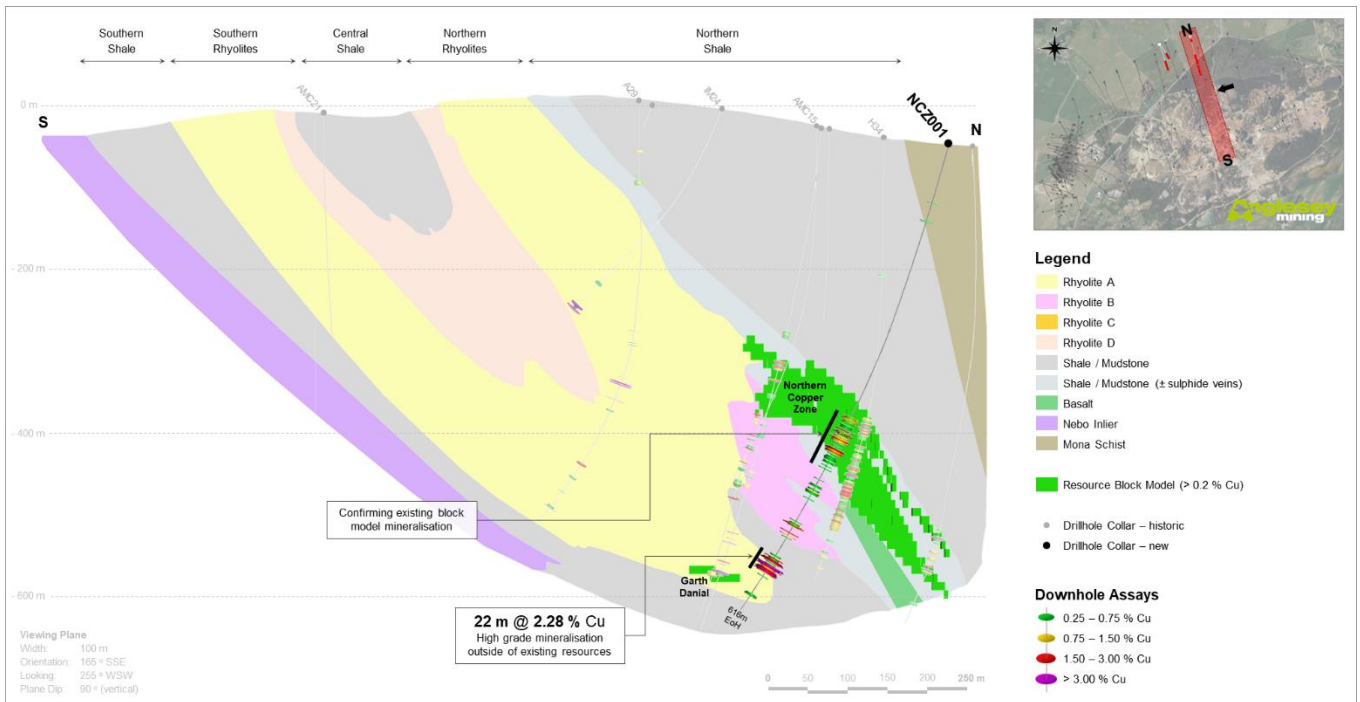 Southern
Shale
Southern
Rhyolites
Central
Shale
Northern
Rhyolites
Northern
Shale
0 m
- 200 m
- 400 m
- 600 m
S
AMC21
A29
IM24
AMC15
H34
NCZ001
N
Northern
Copper
Zone
Confirming existing block
model mineralisation
Garth
Danial
616m
EoH
22 m @ 2.28 % Cu
High grade mineralisation
outside of existing resources
Viewing Plane
Width: 100 m
Orientation: 165 º SSE
Looking: 255 º WSW
Plane Dip: 90 º (vertical)
0 50 100 150 200 250 m
N
N
S
Anglesey
mining
Legend
Rhyolite A
Rhyolite B
Rhyolite C
Rhyolite D
Shale / Mudstone
Shale / Mudstone (± sulphide veins)
Basalt
Nebo Inlier
Mona Schist
Resource Block Model (> 0.2 % Cu)
Drillhole Collar – historic
Drillhole Collar – new
Downhole Assays
0.25 – 0.75 % Cu
0.75 – 1.50 % Cu
1.50 – 3.00 % Cu
> 3.00 % Cu